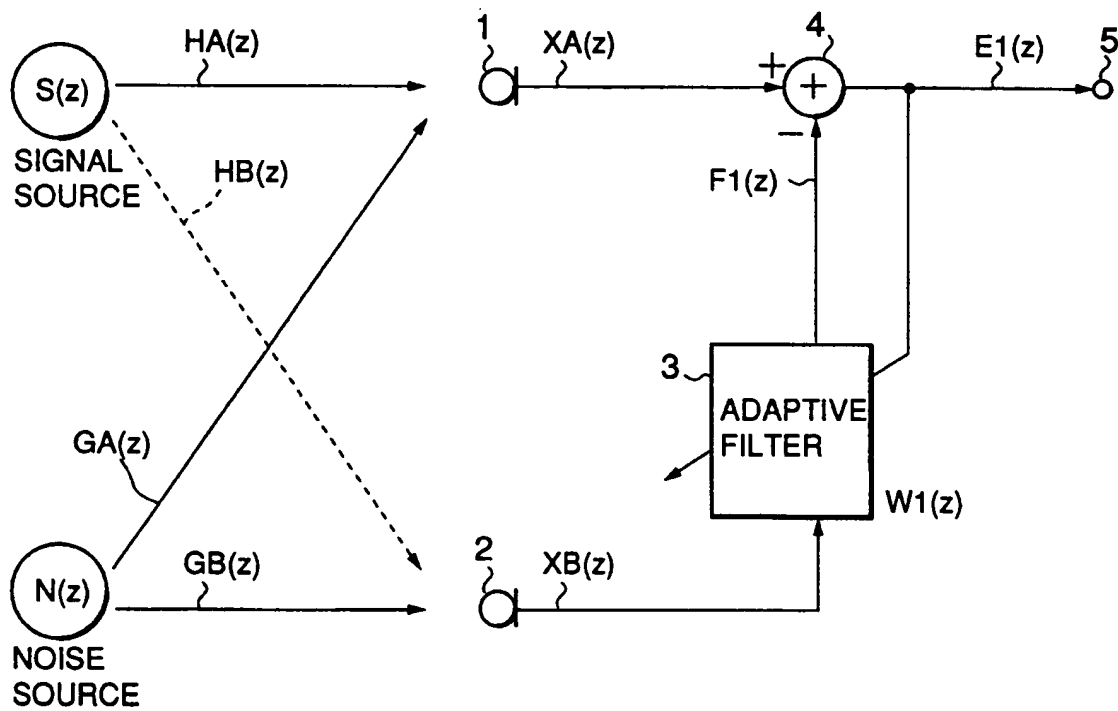 HA(z)
1
XA(z)
4
E1(z)
5
S(z)
+
+
SIGNAL
SOURCE
HB(z)
−
F1(z)
3
ADAPTIVE
FILTER
GA(z)
W1(z)
GB(z)
2
XB(z)
N(z)
NOISE
SOURCE